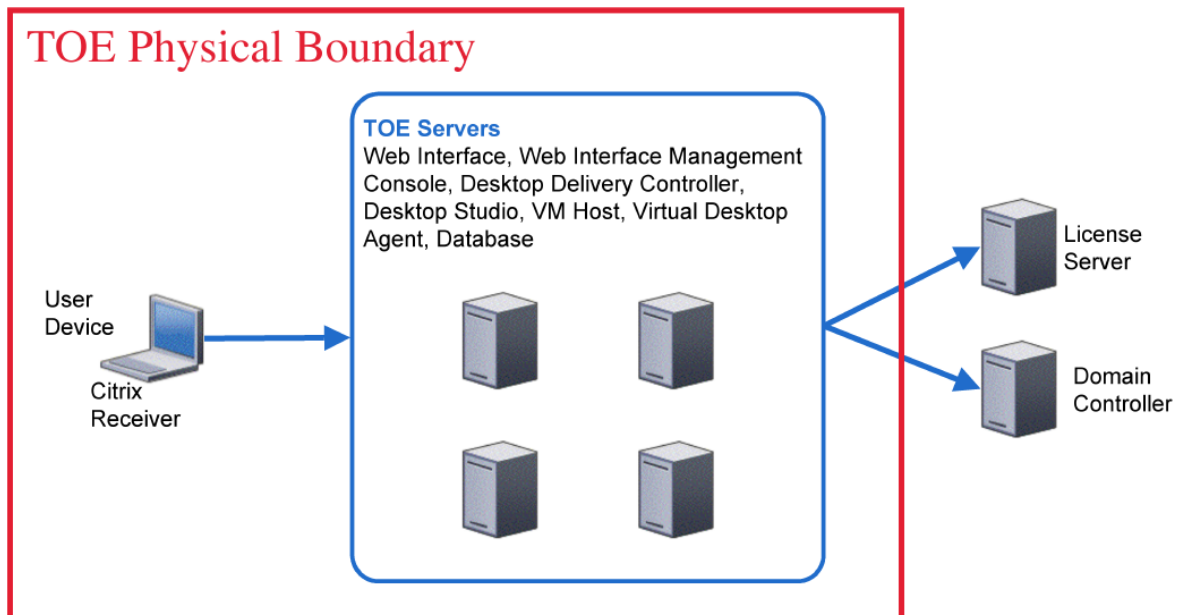 TOE Physical Boundary
TOE Servers
Web Interface, Web Interface Management
Console, Desktop Delivery Controller,
Desktop Studio, VM Host, Virtual Desktop
Agent, Database
User
Device
Citrix
Receiver
License
Server
Domain
Controller